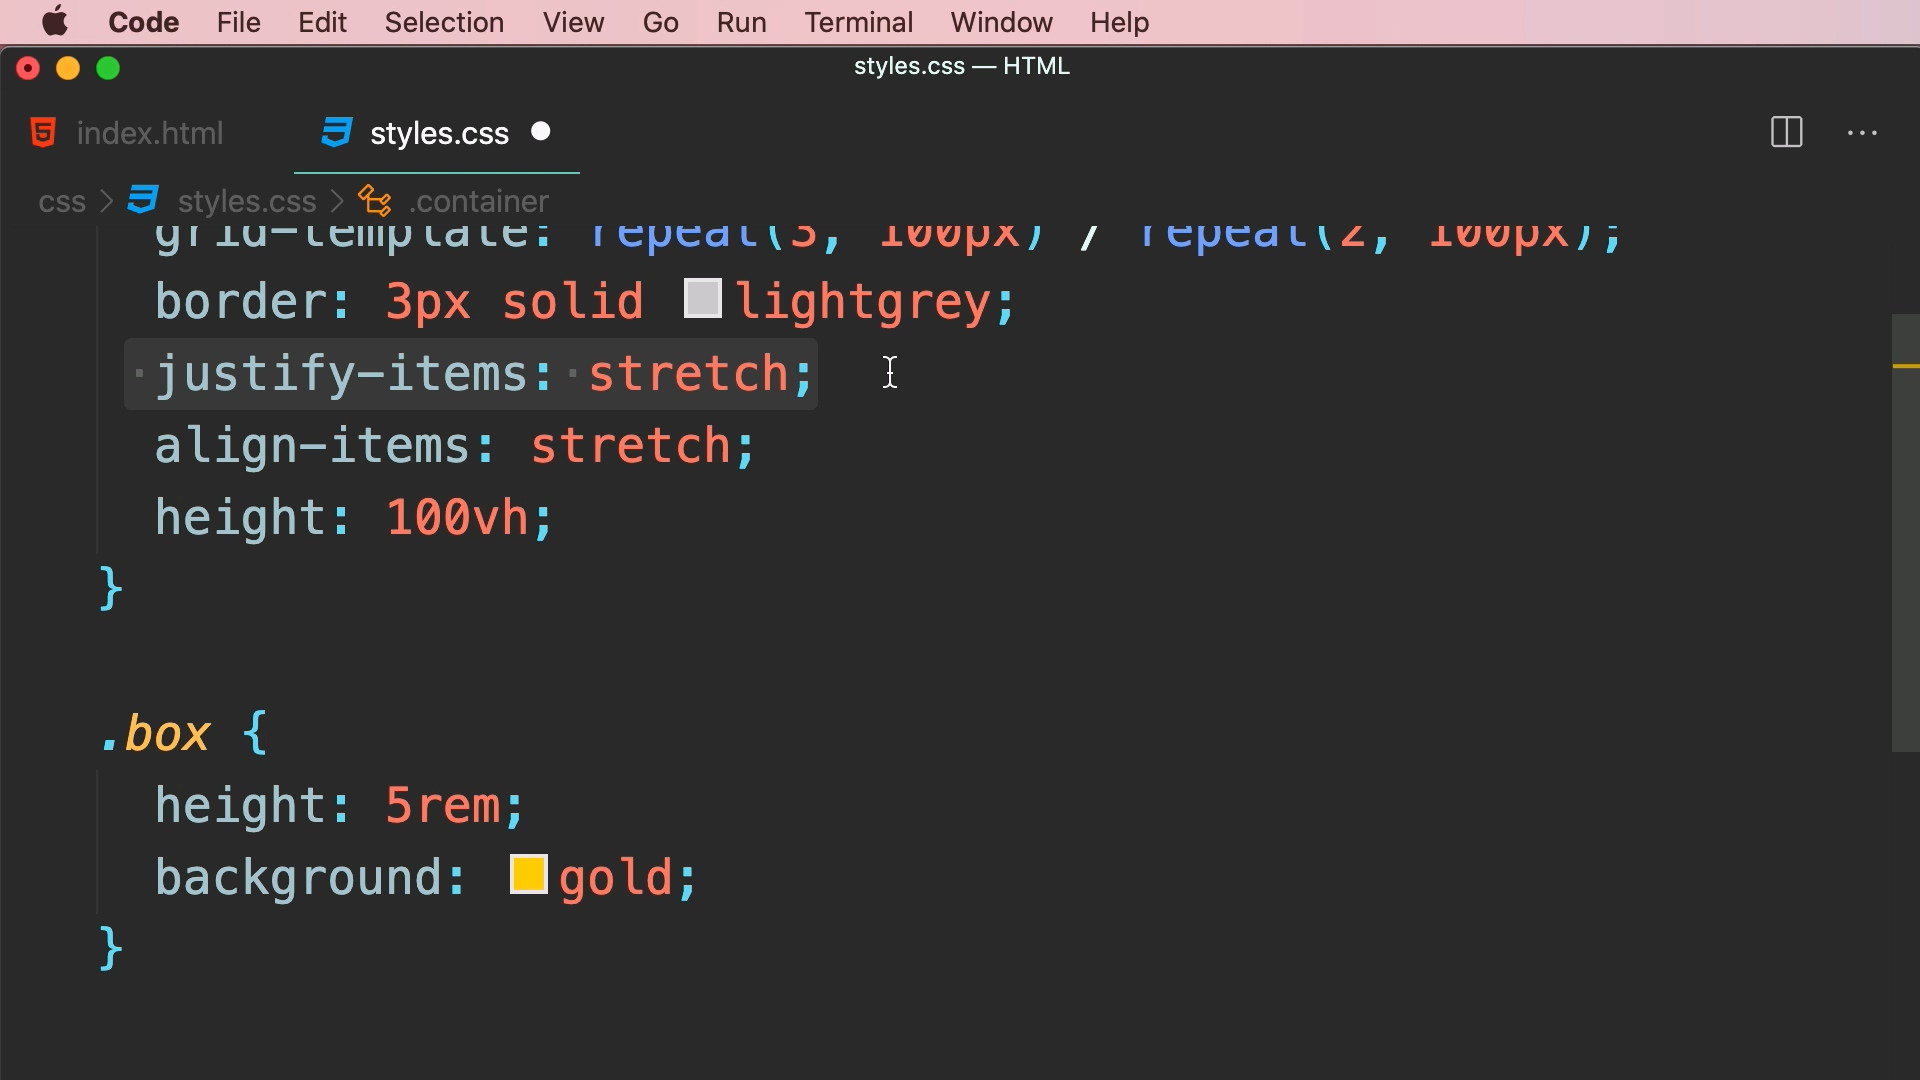 Code File Edit Selection View Go Run Terminal Window Help
styles.css — HTML
index.html styles.css
css > styles.css > .container
grid-template: repeat(3, 100px) / repeat(2, 100px);
border: 3px solid lightgrey;
justify-items: stretch;
align-items: stretch;
height: 100vh;
}
.box {
height: 5rem;
background: gold;
}